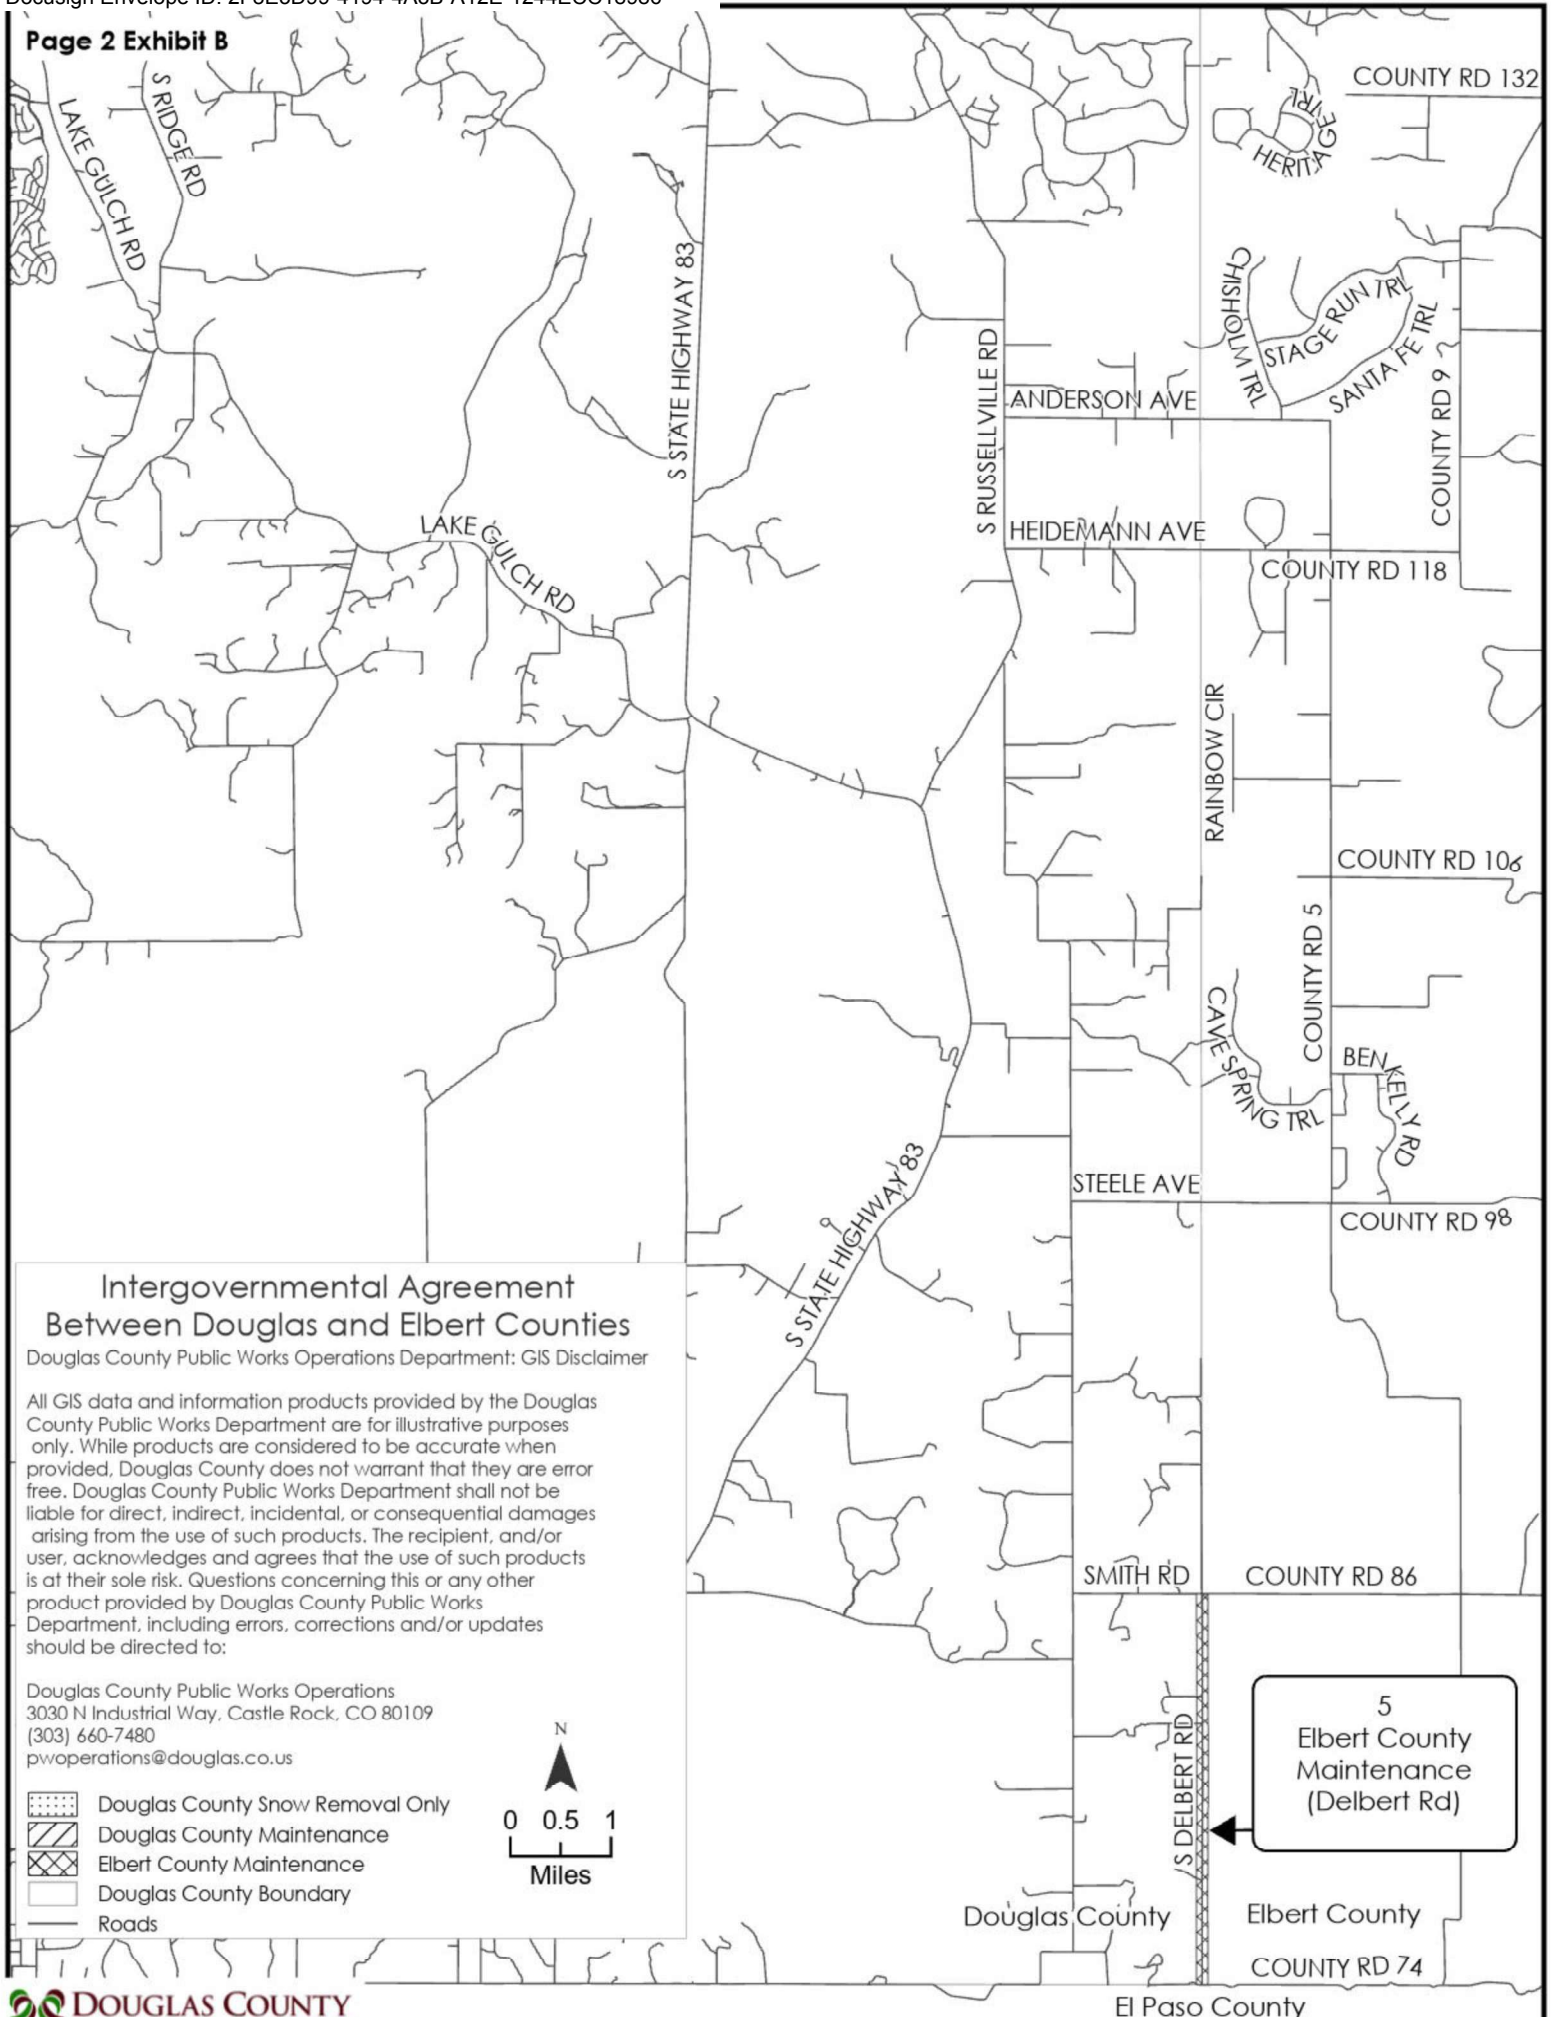 Page 2 Exhibit B
LAKE GULCH RD
S RIDGE RD
S STATE HIGHWAY 83
COUNTY RD 132
HERITAGE TRL
CHISHOLM TRL
STAGE RUN TRL
SANTA FE TRL
COUNTY RD 9
S RUSSELLVILLE RD
ANDERSON AVE
HEIDEMANN AVE
COUNTY RD 118
LAKE GULCH RD
RAINBOW CIR
COUNTY RD 106
COUNTY RD 5
CAVE SPRING TRL
BEN KELLY RD
S STATE HIGHWAY 83
STEELE AVE
COUNTY RD 98
Intergovernmental Agreement
Between Douglas and Elbert Counties
Douglas County Public Works Operations Department: GIS Disclaimer
All GIS data and information products provided by the Douglas
County Public Works Department are for illustrative purposes
only. While products are considered to be accurate when
provided, Douglas County does not warrant that they are error
free. Douglas County Public Works Department shall not be
liable for direct, indirect, incidental, or consequential damages
arising from the use of such products. The recipient, and/or
user, acknowledges and agrees that the use of such products
is at their sole risk. Questions concerning this or any other
product provided by Douglas County Public Works
Department, including errors, corrections and/or updates
should be directed to:
Douglas County Public Works Operations
3030 N Industrial Way, Castle Rock, CO 80109
(303) 660-7480
pwoperations@douglas.co.us
Douglas County Snow Removal Only
Douglas County Maintenance
Elbert County Maintenance
Douglas County Boundary
Roads
N
0 0.5 1
Miles
SMITH RD
COUNTY RD 86
S DELBERT RD
5
Elbert County
Maintenance
(Delbert Rd)
Douglas County
Elbert County
COUNTY RD 74
El Paso County
DOUGLAS COUNTY